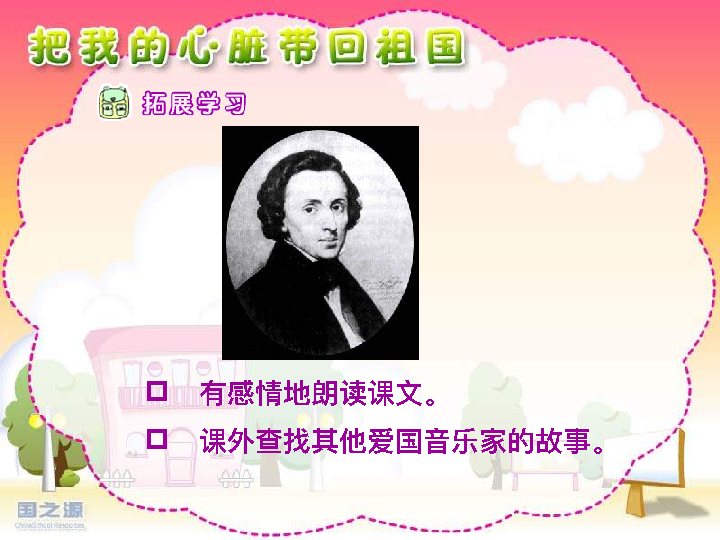 把我的心脏带回祖国
拓展学习
有感情地朗读课文。
课外查找其他爱国音乐家的故事。
国之源
ChinaSchool Resources